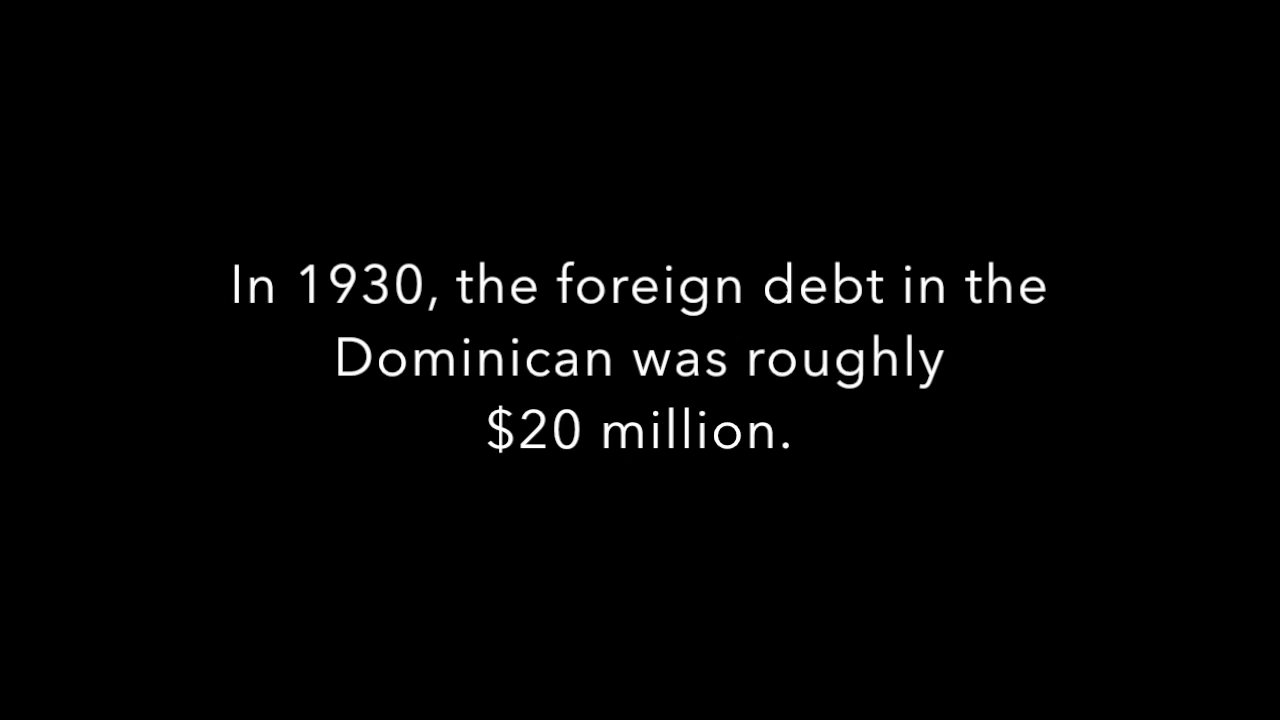 In 1930, the foreign debt in the
Dominican was roughly
$20 million.